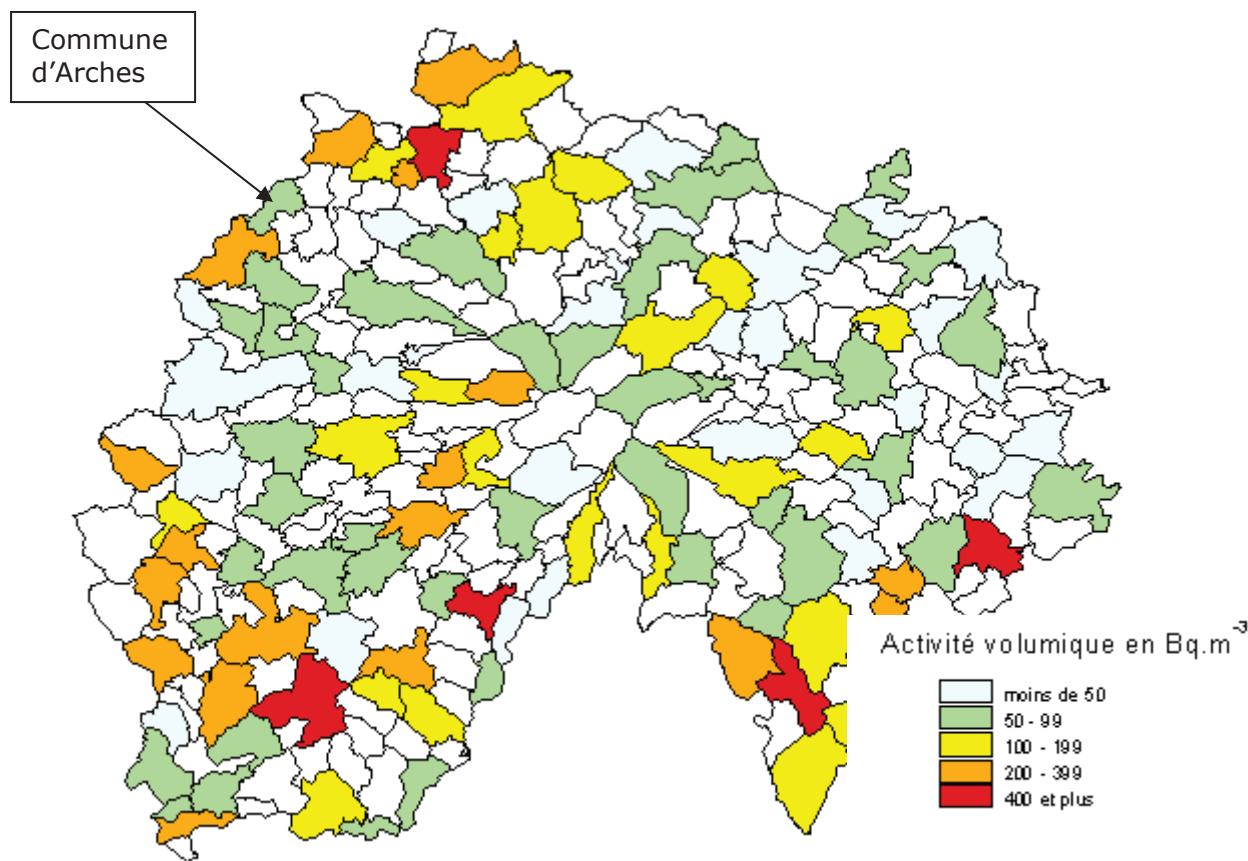 Commune
d'Arches
Activité volumique en Bq.m-3
moins de 50
50 - 99
100 - 199
200 - 399
400 et plus